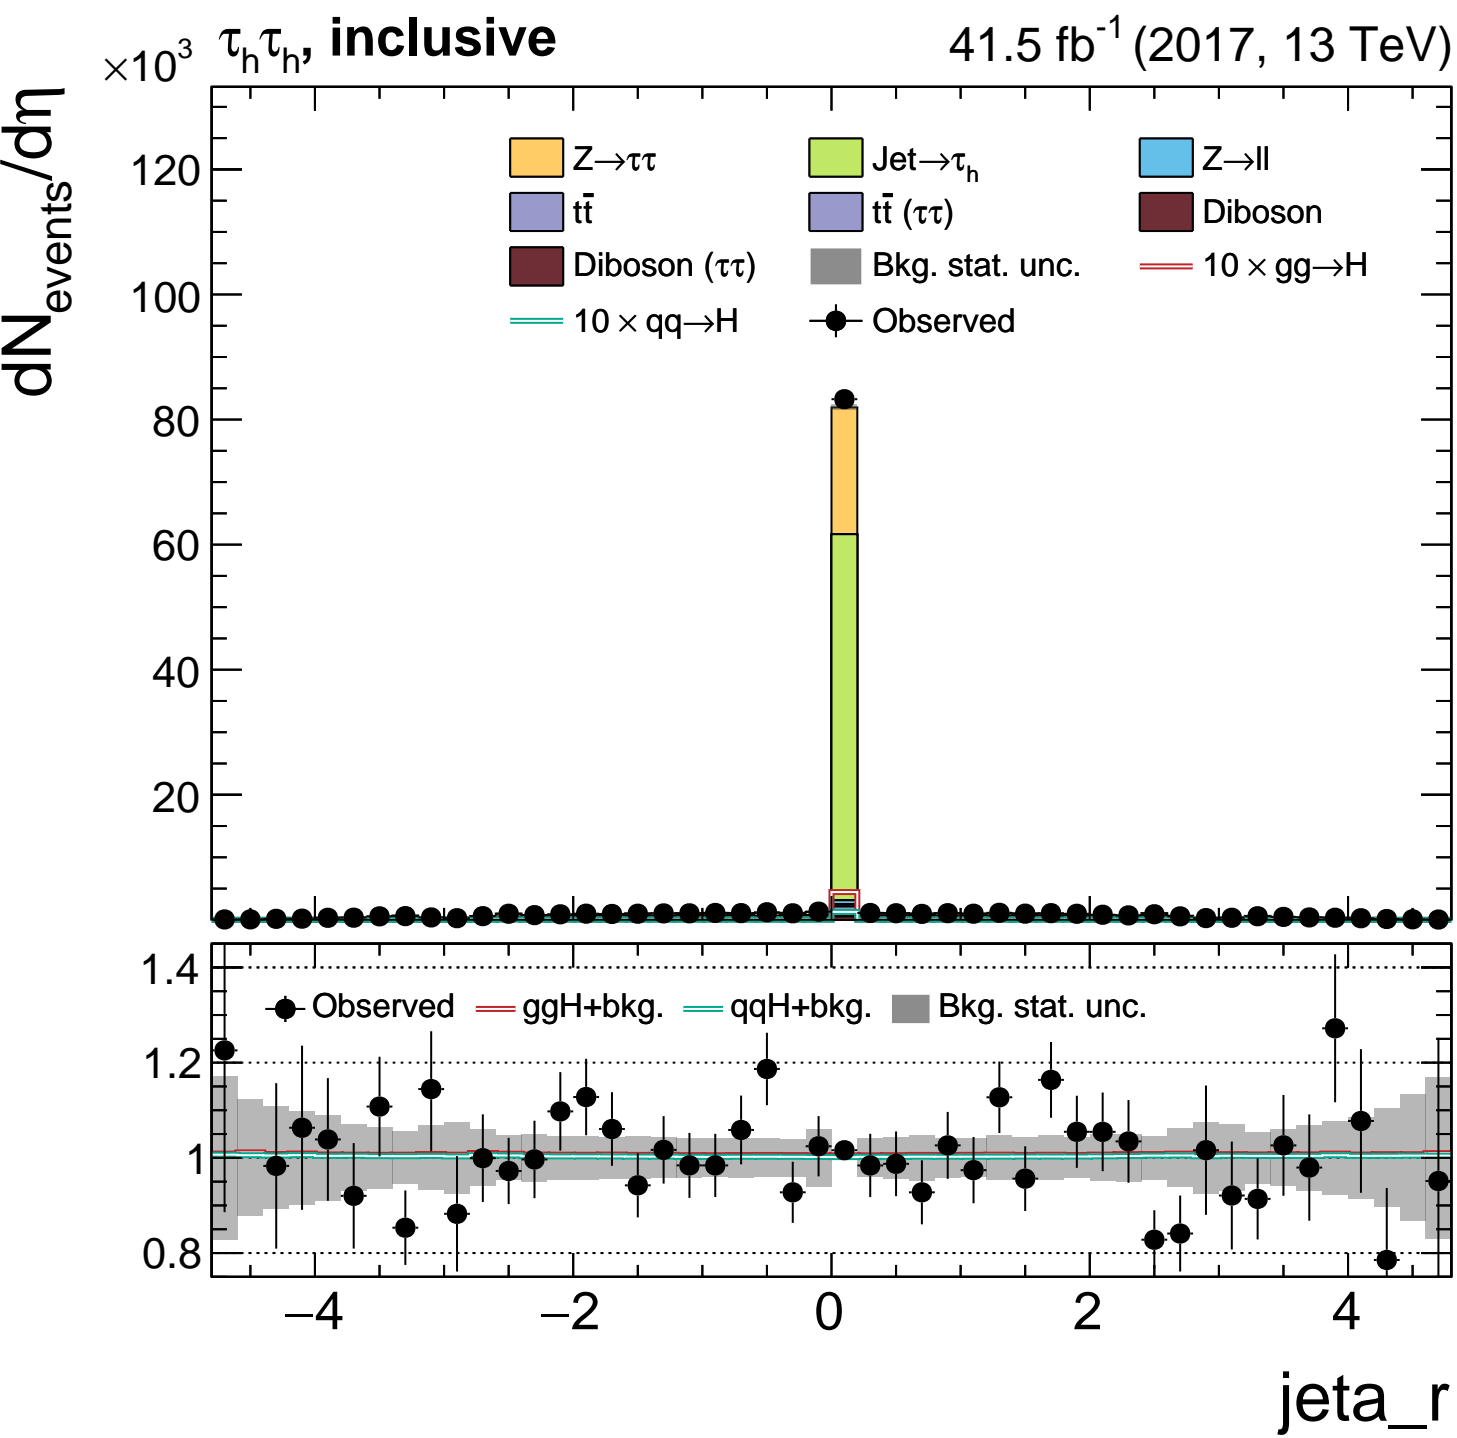 ×10³ τhτh, inclusive 41.5 fb⁻¹ (2017, 13 TeV)
dNevents/dη
Z→ττ Jet→τh Z→ll
tt̄ tt̄ (ττ) Diboson
Diboson (ττ) Bkg. stat. unc. 10 × gg→H
10 × qq→H Observed
120
100
80
60
40
20
1.4
Observed ggH+bkg. qqH+bkg. Bkg. stat. unc.
1.2
1
0.8
−4 −2 0 2 4
jeta_r